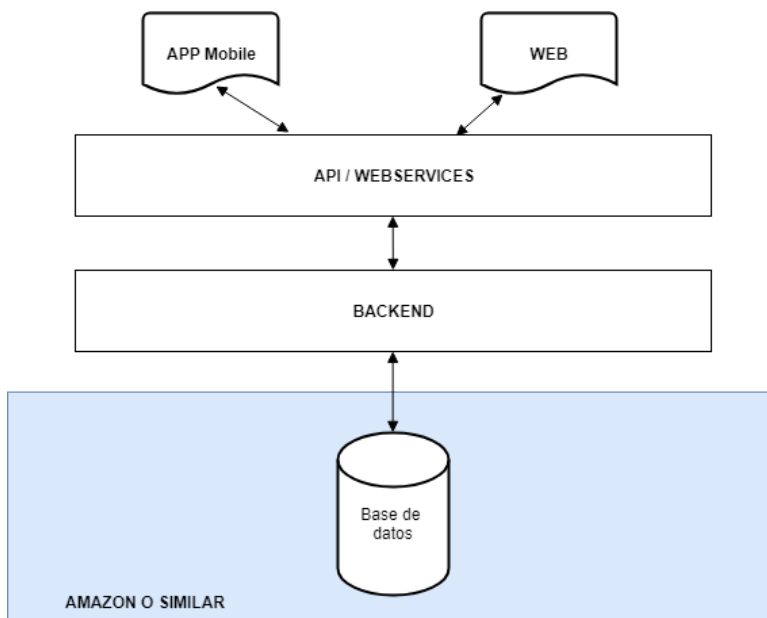 APP Mobile
WEB
API / WEBSERVICES
BACKEND
Base de
datos
AMAZON O SIMILAR